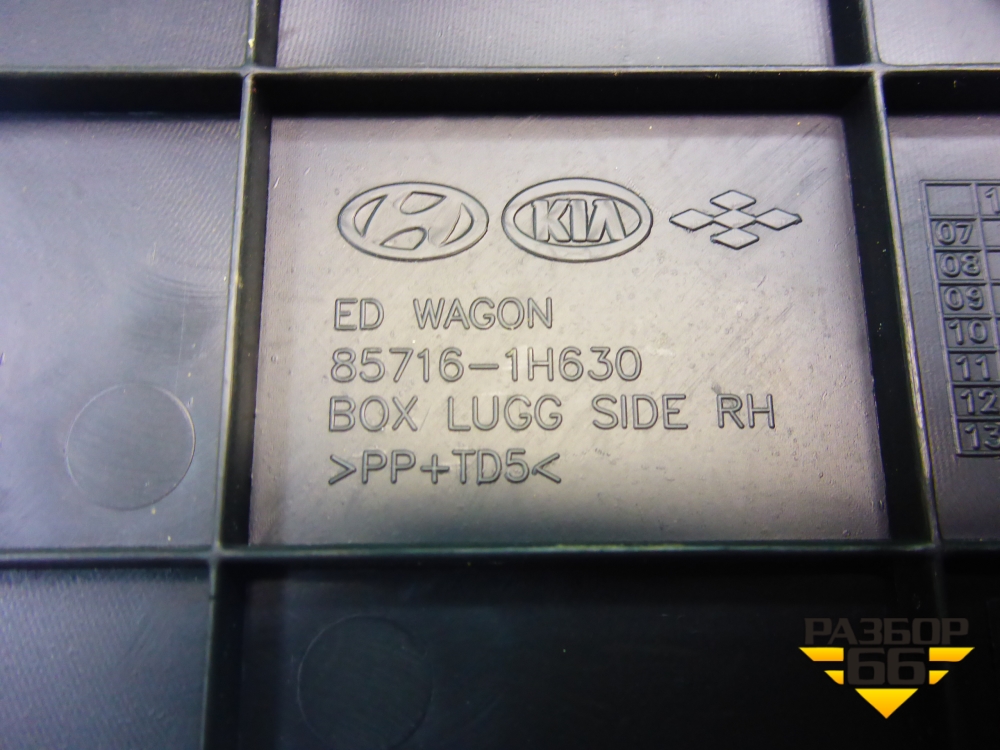 KIA
ED WAGON
85716-1H630
BOX LUGG SIDE RH
>PP+TD5<
1
07
08
09
10
11
12
13
РАЗБОР
66